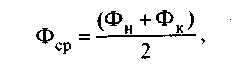 Ф_ср = (Ф_н + Ф_к) / 2 ,